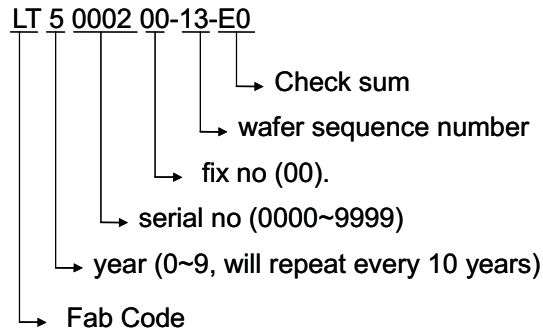 LT 5 0002 00-13-E0
Check sum
wafer sequence number
fix no (00).
serial no (0000~9999)
year (0~9, will repeat every 10 years)
Fab Code